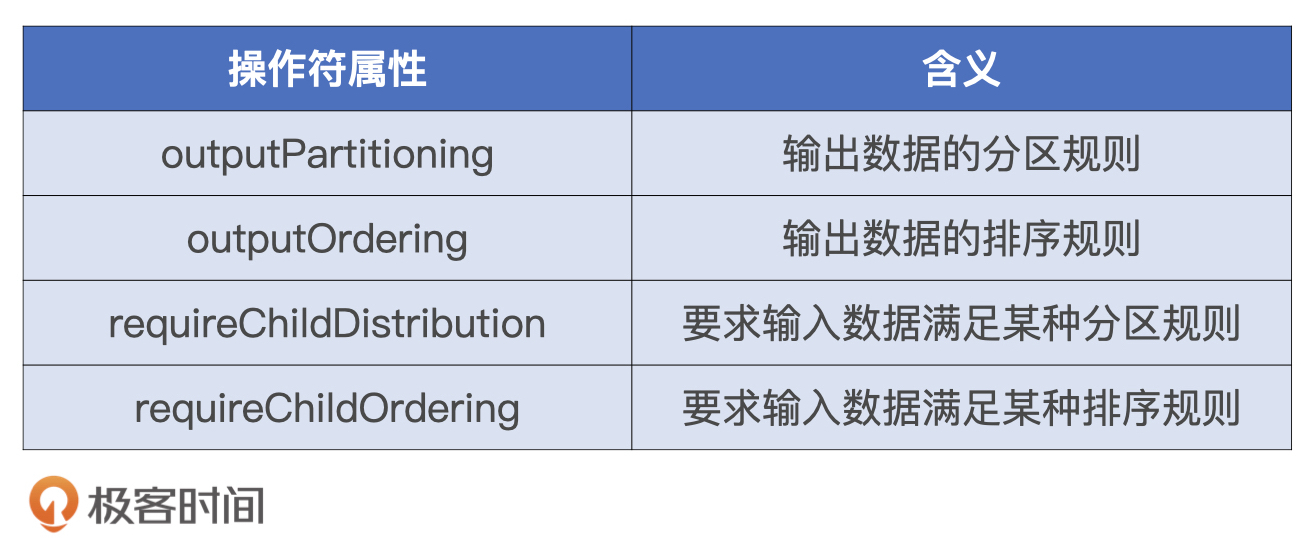 操作符属性 含义
outputPartitioning 输出数据的分区规则
outputOrdering 输出数据的排序规则
requireChildDistribution 要求输入数据满足某种分区规则
requireChildOrdering 要求输入数据满足某种排序规则
极客时间